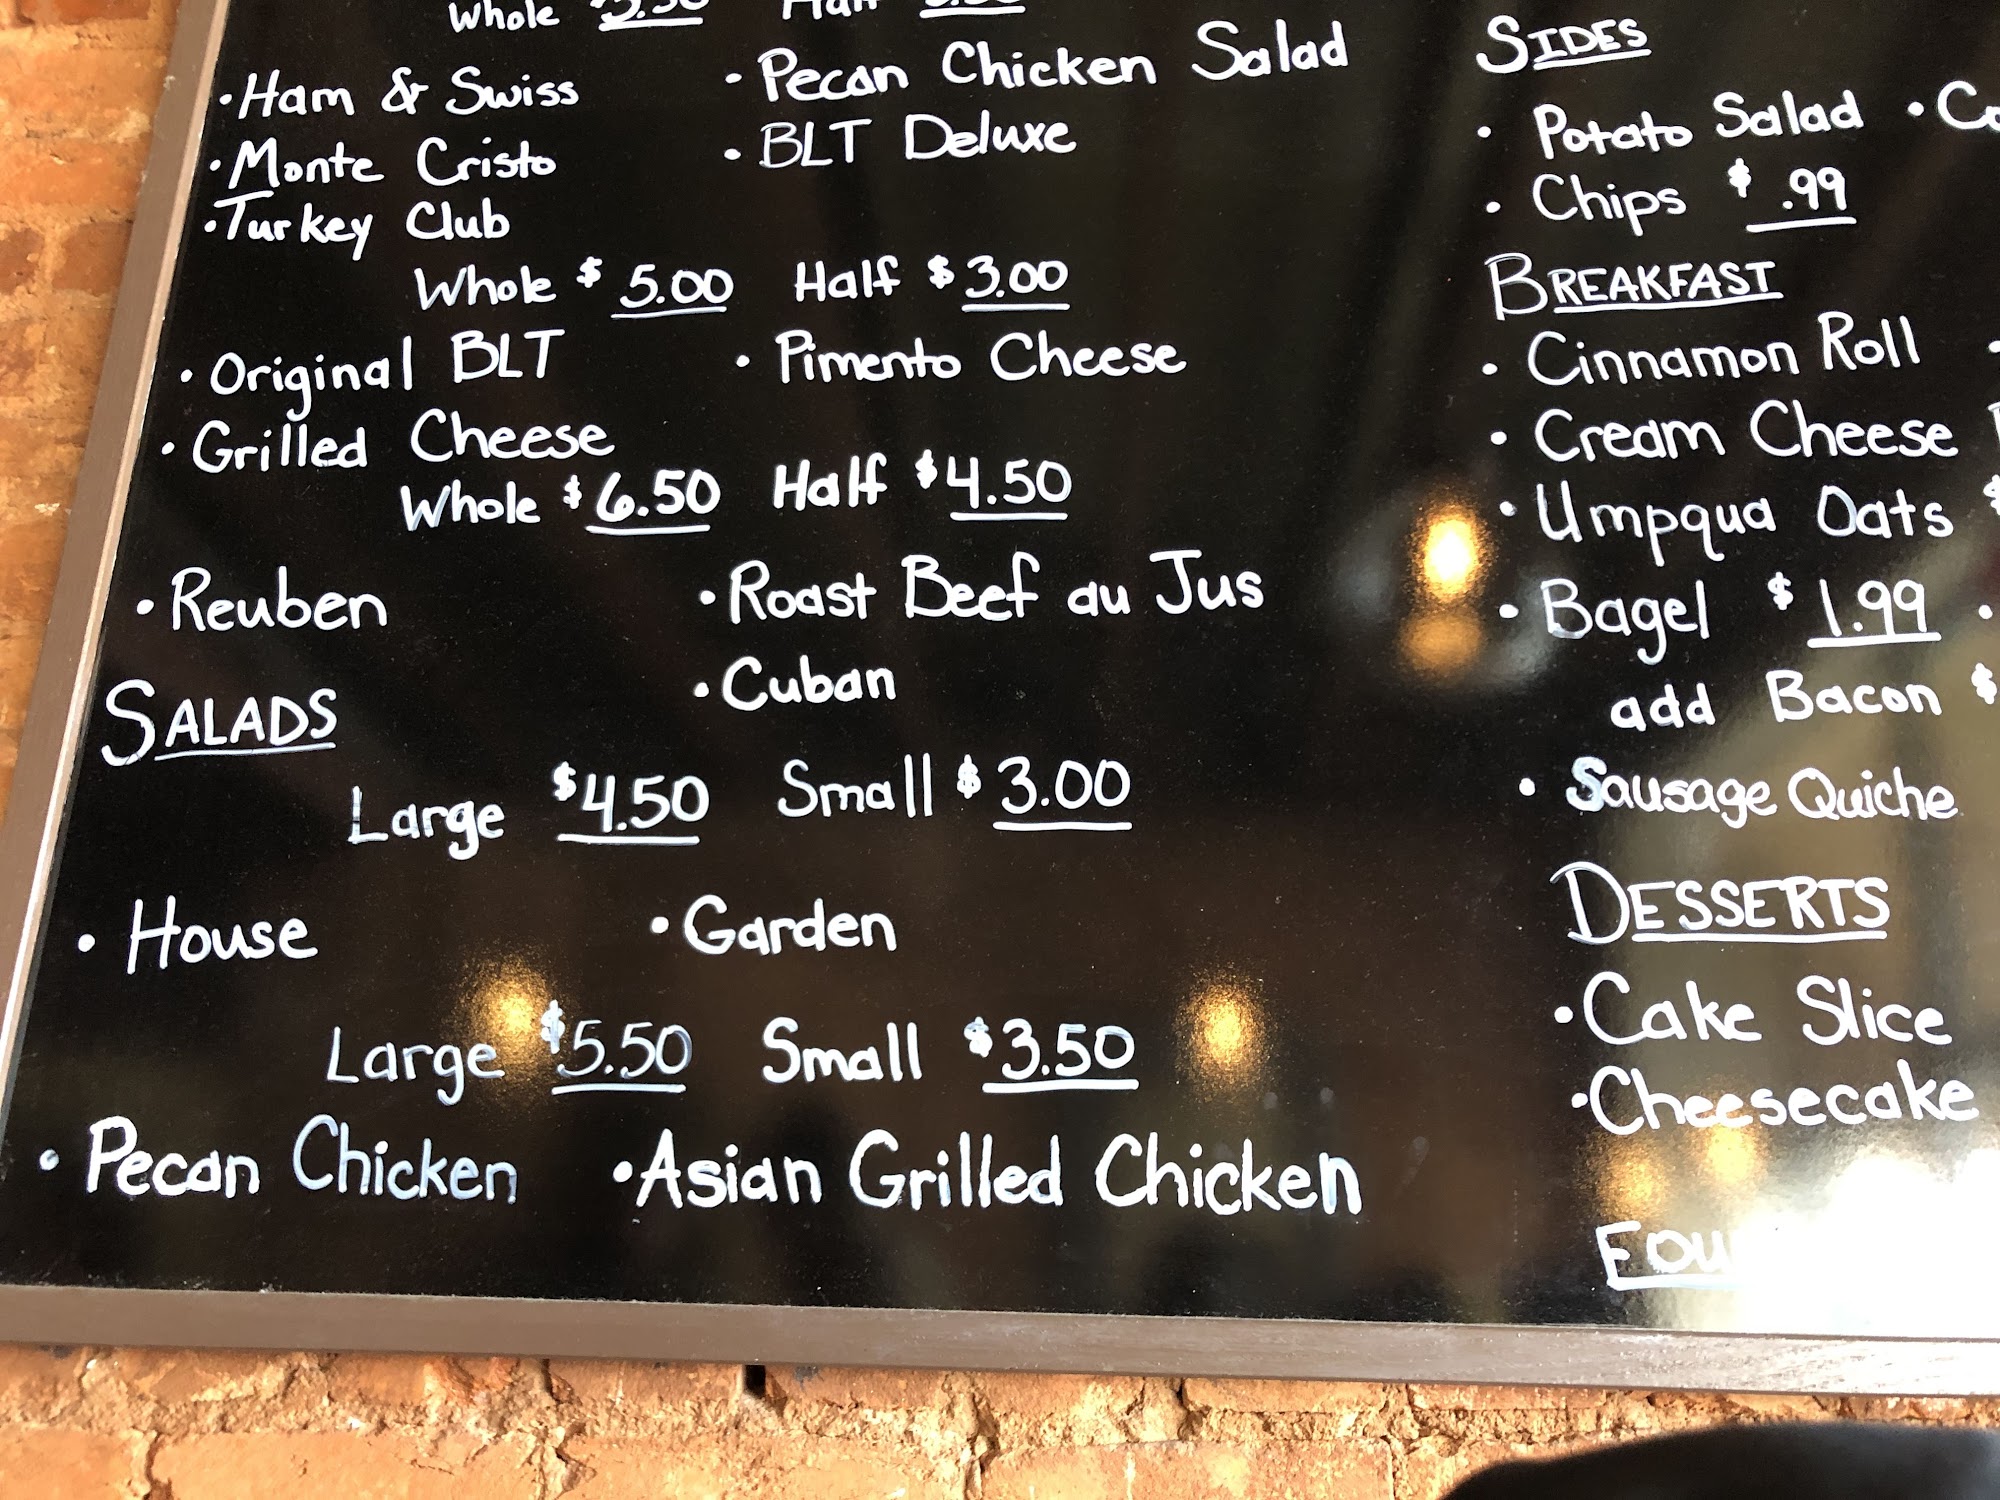 Whole Half
· Ham & Swiss · Pecan Chicken Salad
· Monte Cristo · BLT Deluxe
· Turkey Club
Whole $5.00 Half $3.00
· Original BLT · Pimento Cheese
· Grilled Cheese
Whole $6.50 Half $4.50
· Reuben · Roast Beef au Jus
· Cuban
SALADS
Large $4.50 Small $3.00
· House · Garden
Large $5.50 Small $3.50
· Pecan Chicken · Asian Grilled Chicken
SIDES
· Potato Salad ·
· Chips $.99
BREAKFAST
· Cinnamon Roll
· Cream Cheese
· Umpqua Oats $
· Bagel $1.99 ·
add Bacon $
· Sausage Quiche
DESSERTS
· Cake Slice
· Cheesecake